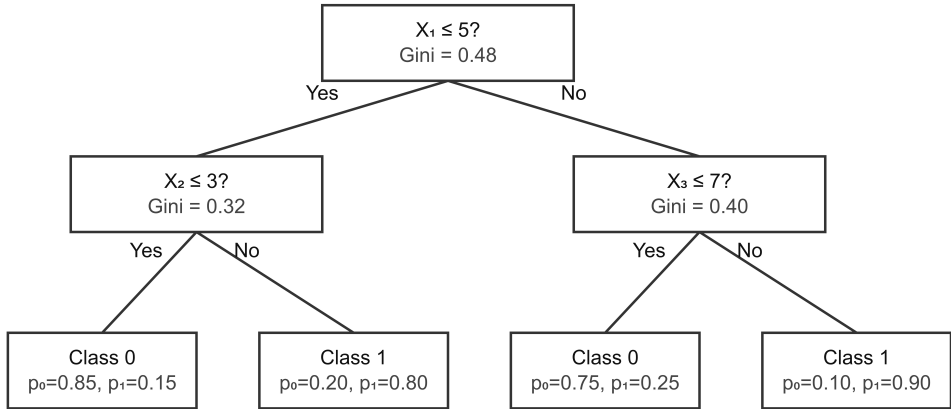 X₁ ≤ 5?
Gini = 0.48
Yes
No
X₂ ≤ 3?
Gini = 0.32
X₃ ≤ 7?
Gini = 0.40
Yes
No
Yes
No
Class 0
p₀=0.85, p₁=0.15
Class 1
p₀=0.20, p₁=0.80
Class 0
p₀=0.75, p₁=0.25
Class 1
p₀=0.10, p₁=0.90